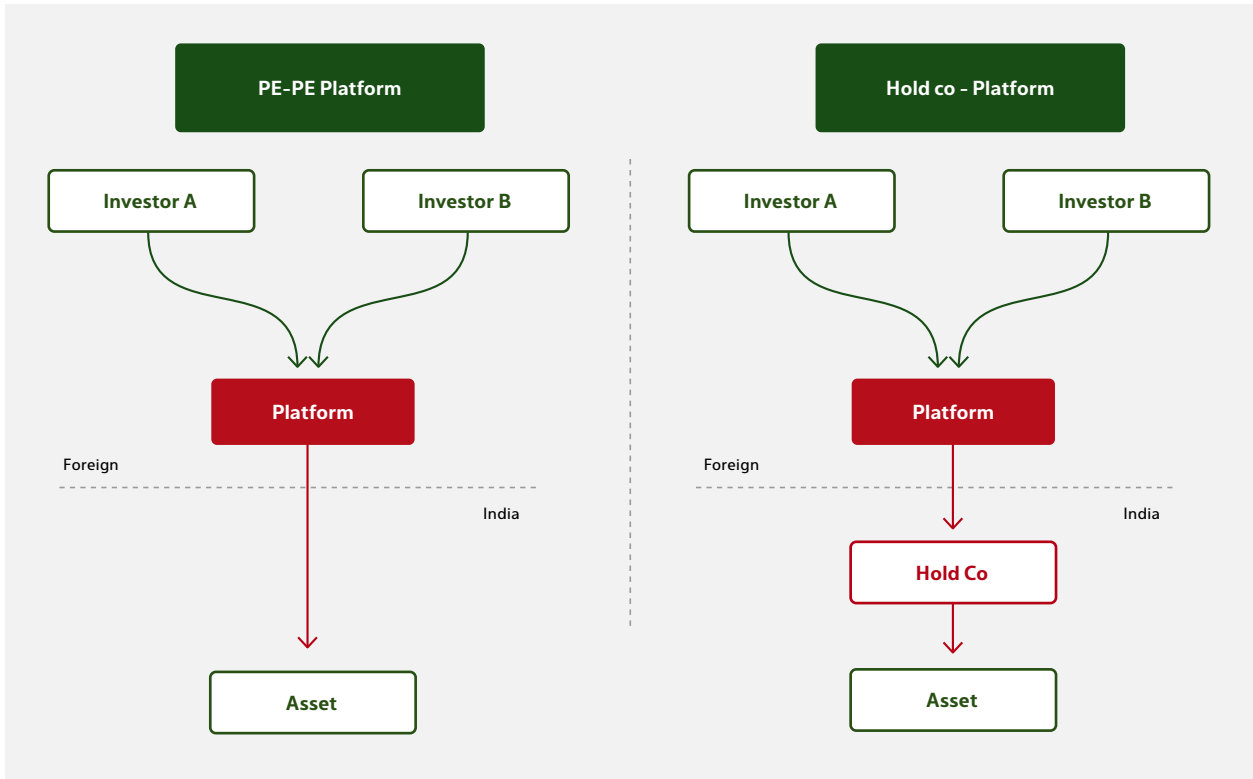 PE-PE Platform
Investor A
Investor B
Platform
Foreign
India
Asset
Hold co - Platform
Investor A
Investor B
Platform
Foreign
India
Hold Co
Asset